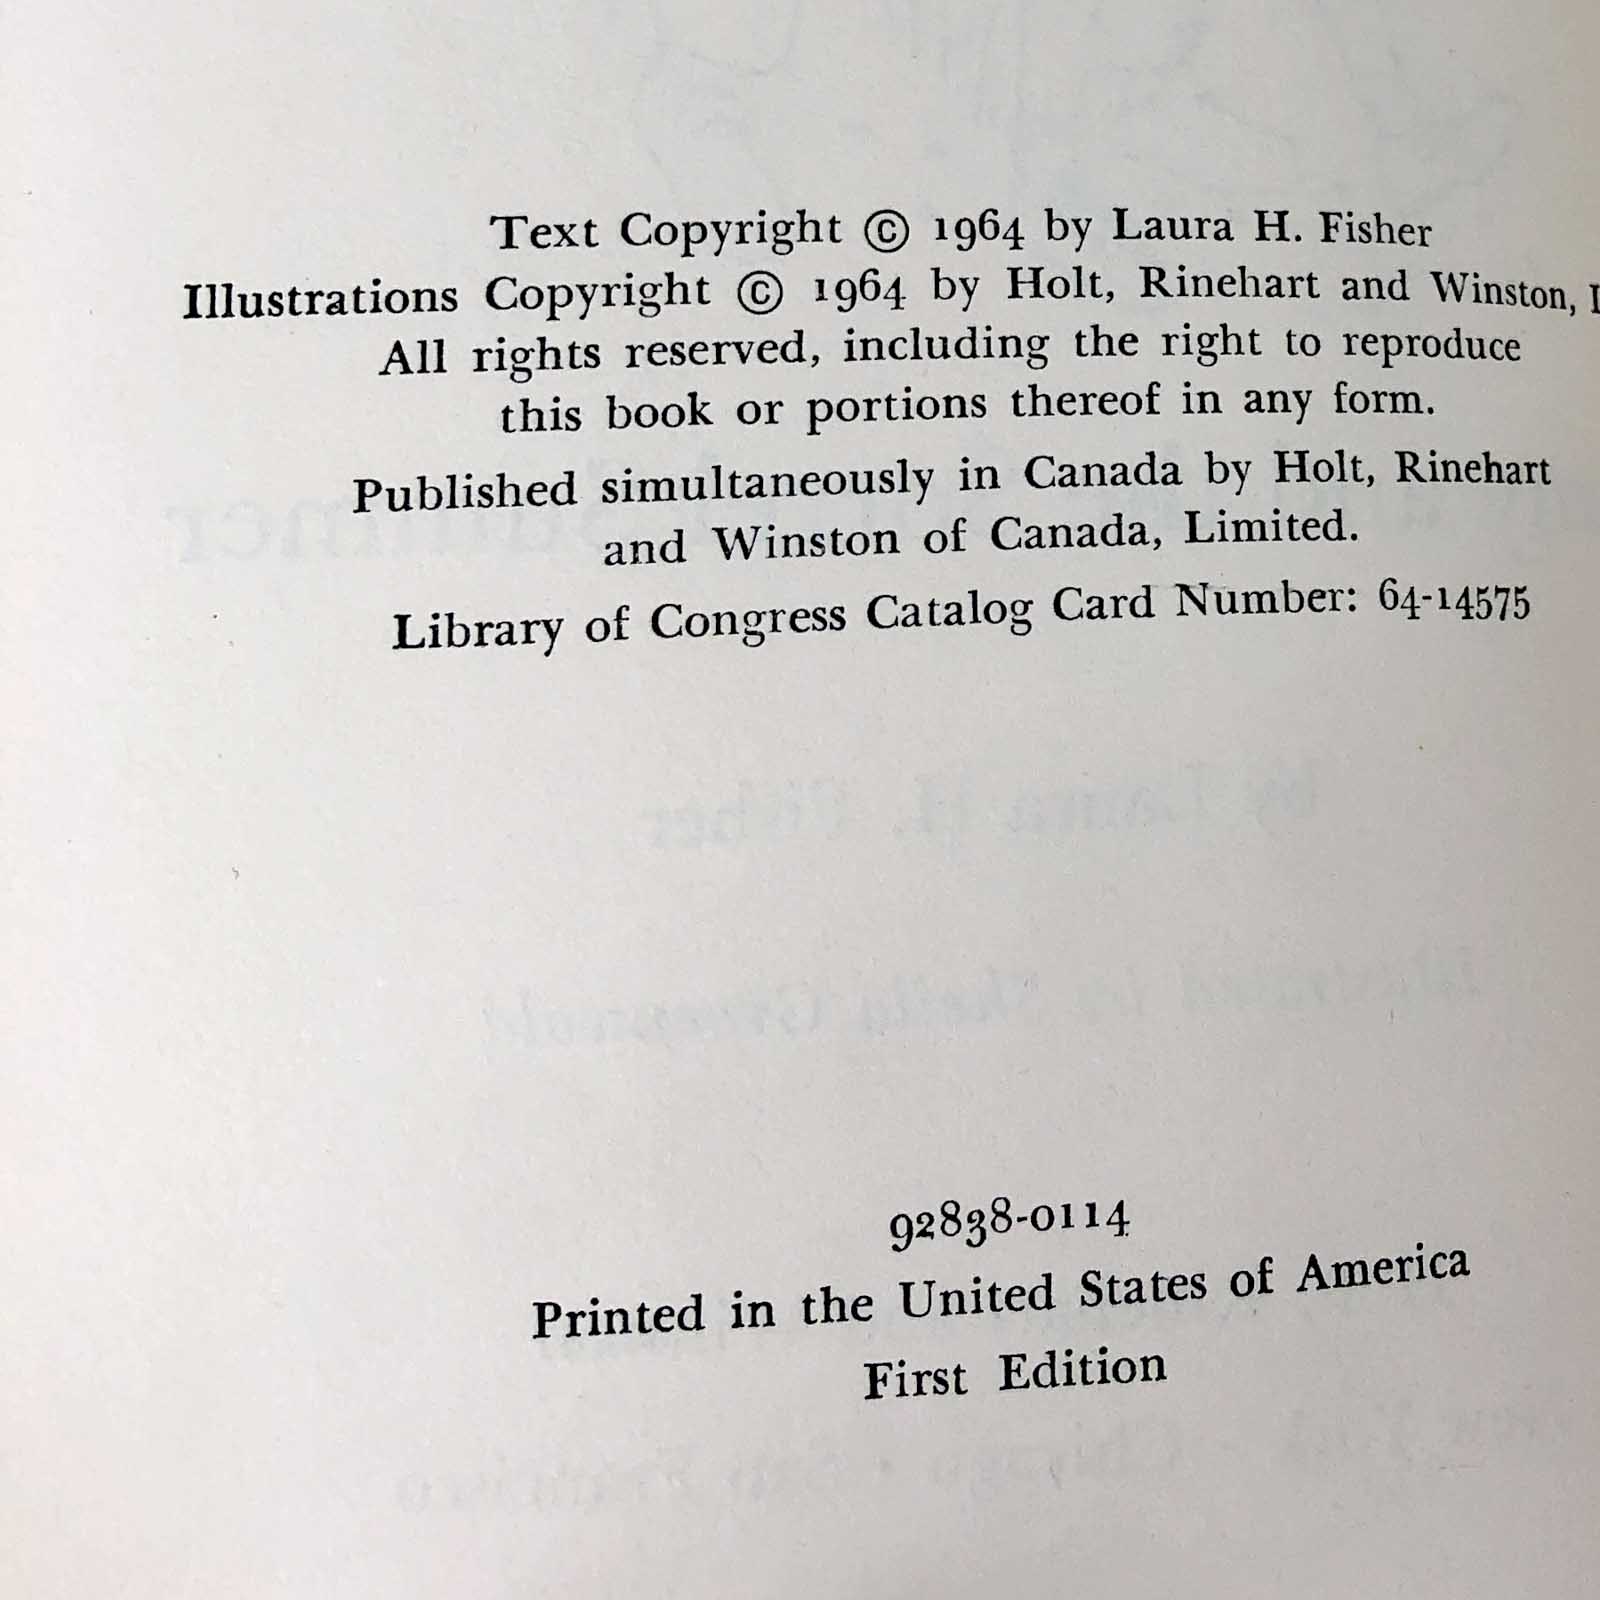 Text Copyright © 1964 by Laura H. Fisher
Illustrations Copyright © 1964 by Holt, Rinehart and Winston, I
All rights reserved, including the right to reproduce
this book or portions thereof in any form.
Published simultaneously in Canada by Holt, Rinehart
and Winston of Canada, Limited.
Library of Congress Catalog Card Number: 64-14575
by Laura H. Fisher
92838-0114
Printed in the United States of America
First Edition